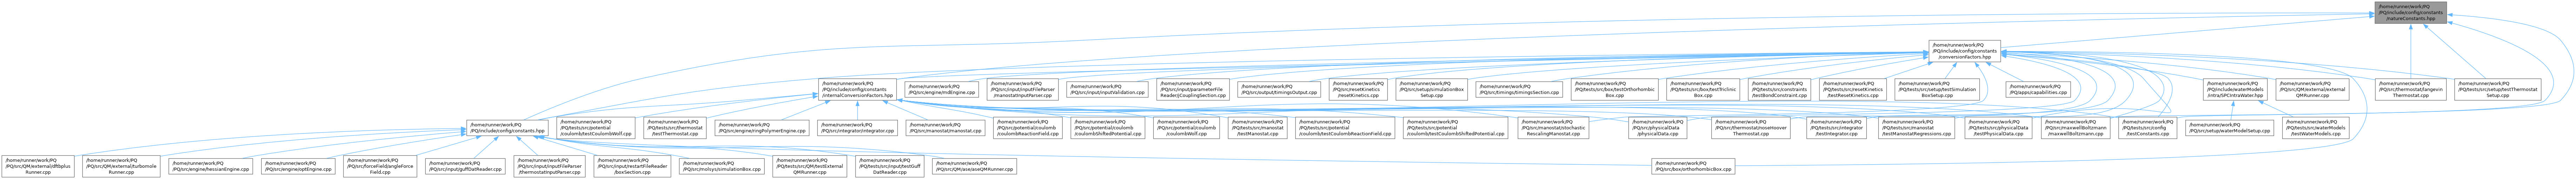 /home/runner/work/PQ
/PQ/include/config/constants
/natureConstants.hpp
/home/runner/work/PQ
/PQ/include/config/constants
/conversionFactors.hpp
/home/runner/work/PQ
/PQ/include/config/constants
/internalConversionFactors.hpp
/home/runner/work/PQ
/PQ/src/engine/mdEngine.cpp
/home/runner/work/PQ
/PQ/src/input/inputFileParser
/manostatInputParser.cpp
/home/runner/work/PQ
/PQ/src/input/inputValidation.cpp
/home/runner/work/PQ
/PQ/src/input/parameterFile
Reader/jCouplingSection.cpp
/home/runner/work/PQ
/PQ/src/output/timingsOutput.cpp
/home/runner/work/PQ
/PQ/src/resetKinetics
/resetKinetics.cpp
/home/runner/work/PQ
/PQ/src/setup/simulationBox
Setup.cpp
/home/runner/work/PQ
/PQ/src/timings/timingsSection.cpp
/home/runner/work/PQ
/PQ/tests/src/box/testOrthorhombic
Box.cpp
/home/runner/work/PQ
/PQ/tests/src/box/testTriclinic
Box.cpp
/home/runner/work/PQ
/PQ/tests/src/constraints
/testBondConstraint.cpp
/home/runner/work/PQ
/PQ/tests/src/resetKinetics
/testResetKinetics.cpp
/home/runner/work/PQ
/PQ/tests/src/setup/testSimulation
BoxSetup.cpp
/home/runner/work/PQ
/PQ/apps/capabilities.cpp
/home/runner/work/PQ
/PQ/include/waterModels
/intra/SPCIntraWater.hpp
/home/runner/work/PQ
/PQ/src/QM/external/external
QMRunner.cpp
/home/runner/work/PQ
/PQ/src/thermostat/langevin
Thermostat.cpp
/home/runner/work/PQ
/PQ/tests/src/setup/testThermostat
Setup.cpp
/home/runner/work/PQ
/PQ/include/config/constants.hpp
/home/runner/work/PQ
/PQ/tests/src/potential
/coulomb/testCoulombWolf.cpp
/home/runner/work/PQ
/PQ/tests/src/thermostat
/testThermostat.cpp
/home/runner/work/PQ
/PQ/src/engine/ringPolymerEngine.cpp
/home/runner/work/PQ
/PQ/src/integrator/integrator.cpp
/home/runner/work/PQ
/PQ/src/manostat/manostat.cpp
/home/runner/work/PQ
/PQ/src/potential/coulomb
/coulombReactionField.cpp
/home/runner/work/PQ
/PQ/src/potential/coulomb
/coulombShiftedPotential.cpp
/home/runner/work/PQ
/PQ/src/potential/coulomb
/coulombWolf.cpp
/home/runner/work/PQ
/PQ/tests/src/manostat
/testManostat.cpp
/home/runner/work/PQ
/PQ/tests/src/potential
/coulomb/testCoulombReactionField.cpp
/home/runner/work/PQ
/PQ/tests/src/potential
/coulomb/testCoulombShiftedPotential.cpp
/home/runner/work/PQ
/PQ/src/manostat/stochastic
RescalingManostat.cpp
/home/runner/work/PQ
/PQ/src/physicalData
/physicalData.cpp
/home/runner/work/PQ
/PQ/src/thermostat/noseHoover
Thermostat.cpp
/home/runner/work/PQ
/PQ/tests/src/integrator
/testIntegrator.cpp
/home/runner/work/PQ
/PQ/tests/src/manostat
/testManostatRegressions.cpp
/home/runner/work/PQ
/PQ/tests/src/physicalData
/testPhysicalData.cpp
/home/runner/work/PQ
/PQ/src/maxwellBoltzmann
/maxwellBoltzmann.cpp
/home/runner/work/PQ
/PQ/tests/src/config
/testConstants.cpp
/home/runner/work/PQ
/PQ/src/setup/waterModelSetup.cpp
/home/runner/work/PQ
/PQ/tests/src/waterModels
/testWaterModels.cpp
/home/runner/work/PQ
/PQ/src/QM/external/dftbplus
Runner.cpp
/home/runner/work/PQ
/PQ/src/QM/external/turbomole
Runner.cpp
/home/runner/work/PQ
/PQ/src/engine/hessianEngine.cpp
/home/runner/work/PQ
/PQ/src/engine/optEngine.cpp
/home/runner/work/PQ
/PQ/src/forceField/angleForce
Field.cpp
/home/runner/work/PQ
/PQ/src/input/guffDatReader.cpp
/home/runner/work/PQ
/PQ/src/input/inputFileParser
/thermostatInputParser.cpp
/home/runner/work/PQ
/PQ/src/input/restartFileReader
/boxSection.cpp
/home/runner/work/PQ
/PQ/src/molsys/simulationBox.cpp
/home/runner/work/PQ
/PQ/tests/src/QM/testExternal
QMRunner.cpp
/home/runner/work/PQ
/PQ/tests/src/input/testGuff
DatReader.cpp
/home/runner/work/PQ
/PQ/src/QM/ase/aseQMRunner.cpp
/home/runner/work/PQ
/PQ/src/box/orthorhombicBox.cpp